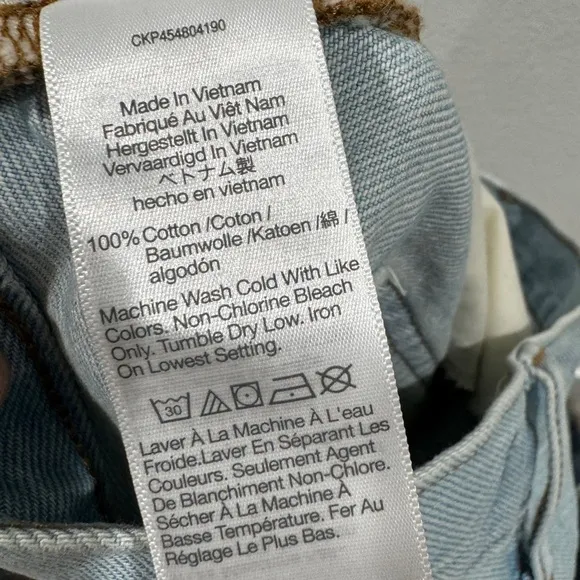 CKP454804190
Made In Vietnam
Fabriqué Au Viêt Nam
Hergestellt In Vietnam
Vervaardigd In Vietnam
ベトナム製
hecho en vietnam
100% Cotton /Coton /
Baumwolle /Katoen /綿 /
algodón
Machine Wash Cold With Like
Colors. Non-Chlorine Bleach
Only. Tumble Dry Low. Iron
On Lowest Setting.
30
Laver À La Machine À L'eau
Froide.Laver En Séparant Les
Couleurs. Seulement Agent
De Blanchiment Non-Chlore.
Sécher À La Machine À
Basse Température. Fer Au
Réglage Le Plus Bas.